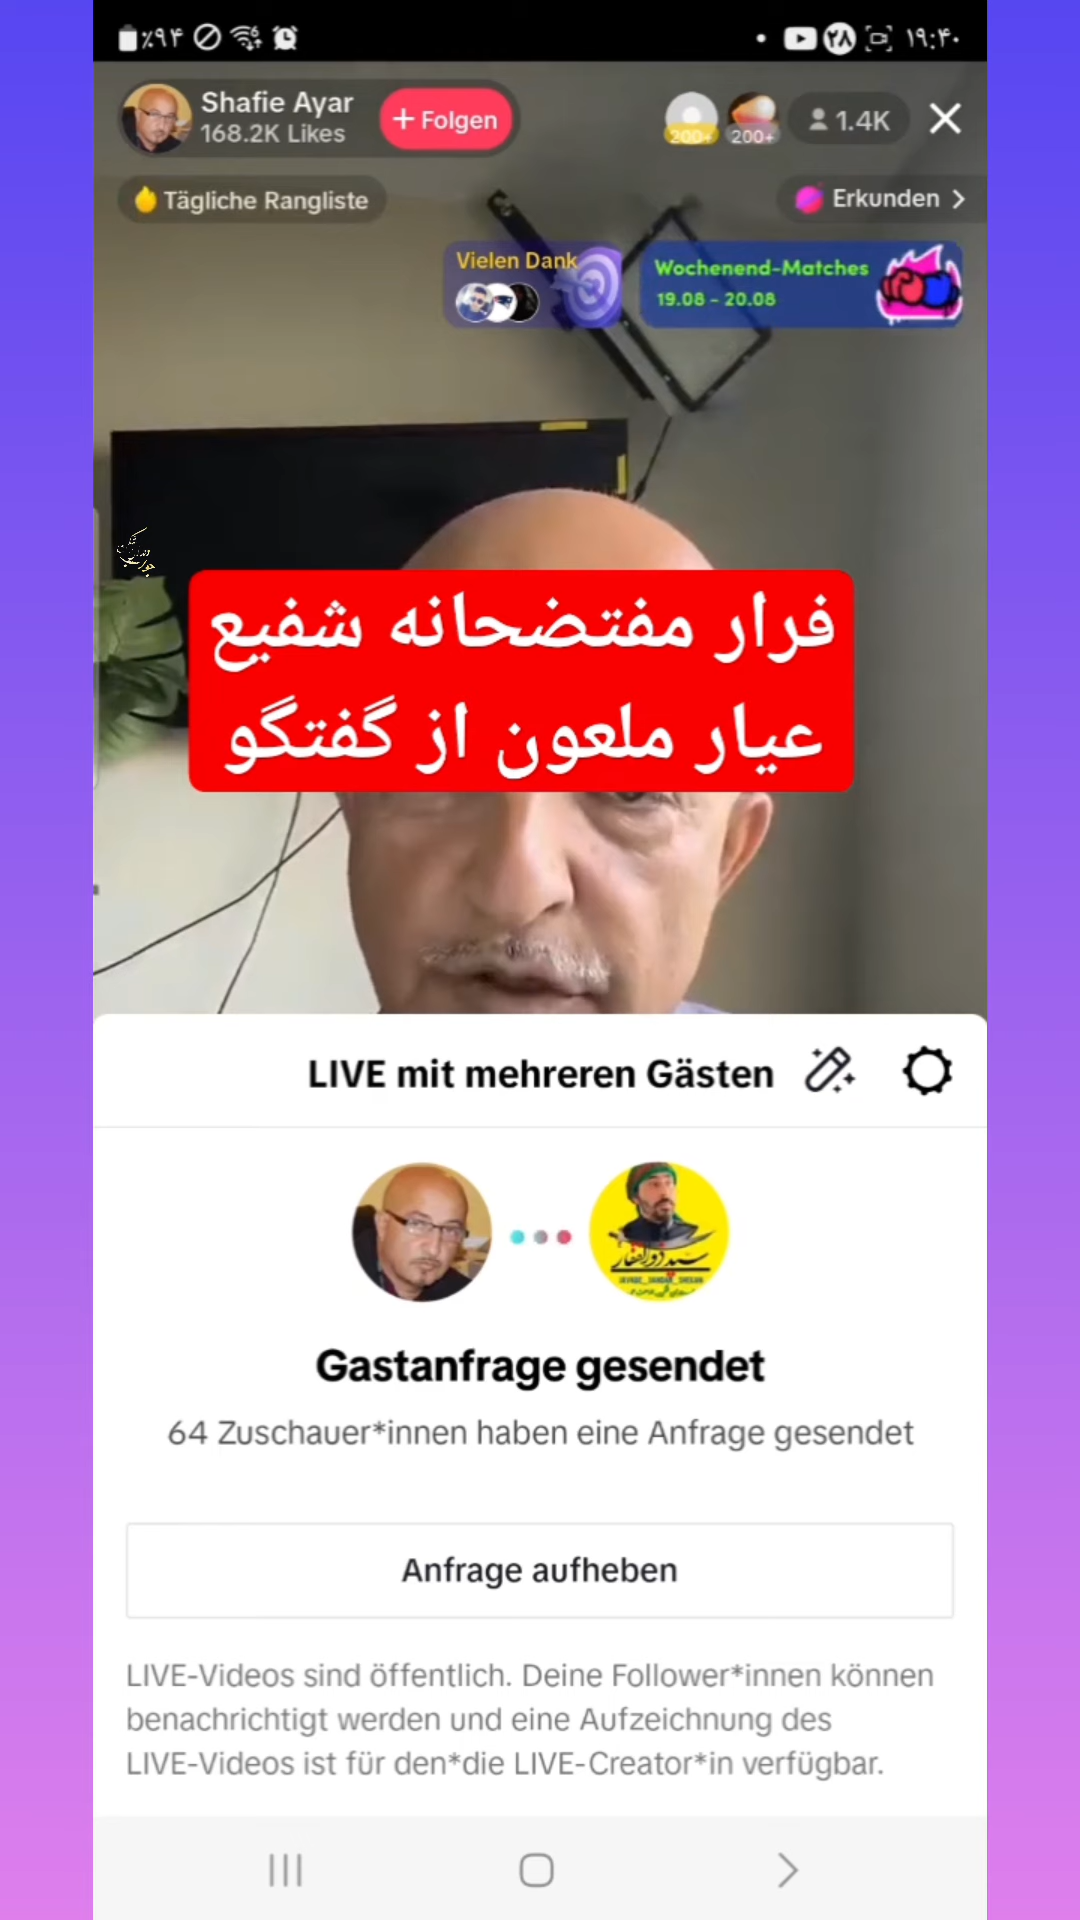 ٪۹۴
۲۸
۱۹:۴۰
Shafie Ayar
168.2K Likes
+ Folgen
200+
200+
1.4K
Tägliche Rangliste
Erkunden
Vielen Dank
Wochenend-Matches
19.08 - 20.08
فرار مفتضحانه شفیع
عیار ملعون از گفتگو
LIVE mit mehreren Gästen
سید ذوالفقار
Gastanfrage gesendet
64 Zuschauer*innen haben eine Anfrage gesendet
Anfrage aufheben
LIVE-Videos sind öffentlich. Deine Follower*innen können
benachrichtigt werden und eine Aufzeichnung des
LIVE-Videos ist für den*die LIVE-Creator*in verfügbar.